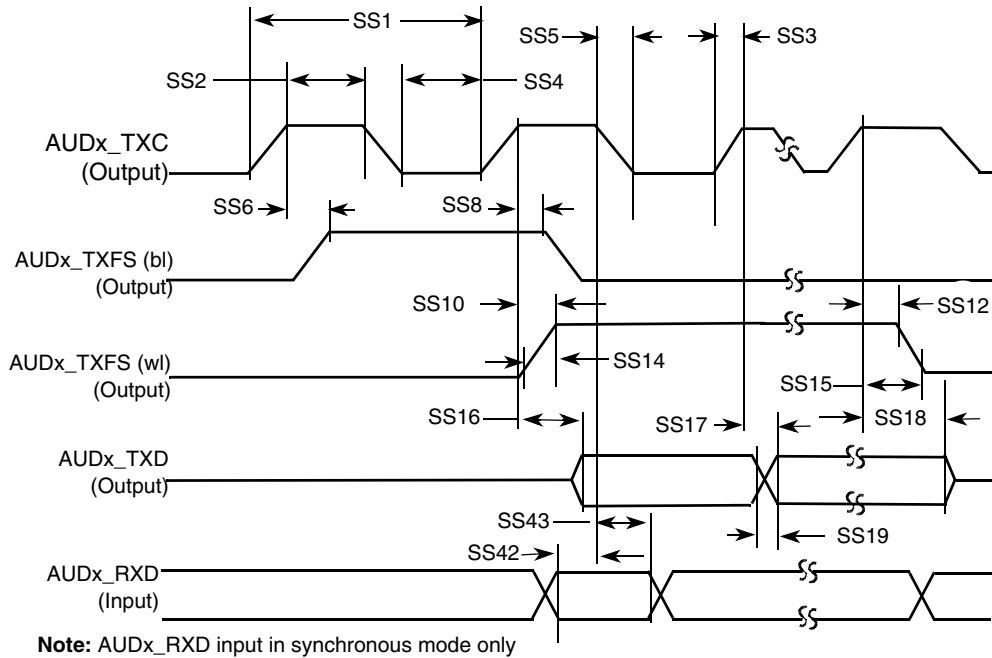 SS1
SS5
SS3
SS2
SS4
AUDx_TXC
(Output)
SS6
SS8
AUDx_TXFS (bl)
(Output)
SS10
SS12
AUDx_TXFS (wl)
(Output)
SS14
SS15
SS16
SS17
SS18
AUDx_TXD
(Output)
SS43
SS19
SS42
AUDx_RXD
(Input)
Note: AUDx_RXD input in synchronous mode only